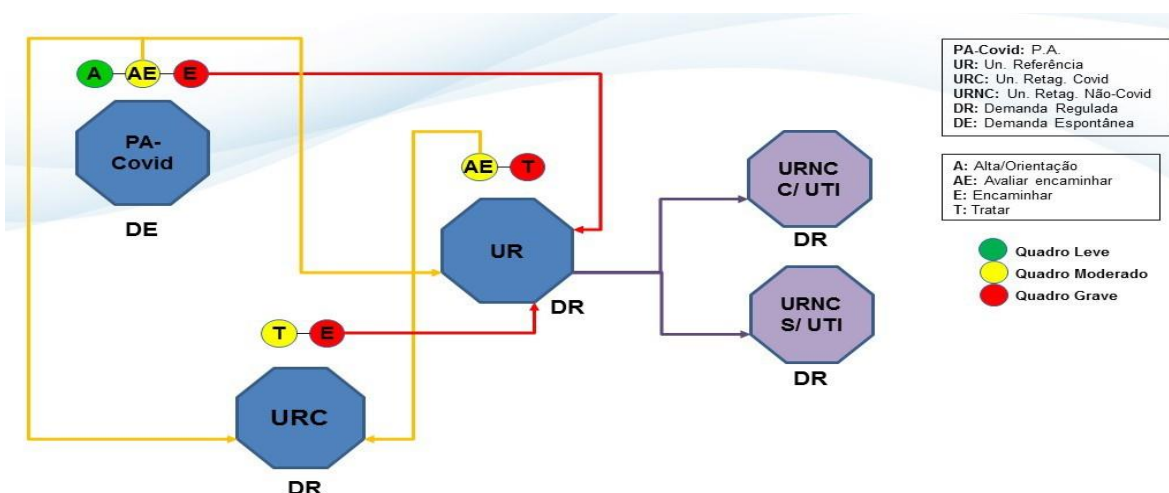 A AE E
PA-
Covid
DE
AE T
UR
DR
T E
URC
DR
URNC
C/ UTI
DR
URNC
S/ UTI
DR
PA-Covid: P.A.
UR: Un. Referência
URC: Un. Retag. Covid
URNC: Un. Retag. Não-Covid
DR: Demanda Regulada
DE: Demanda Espontânea
A: Alta/Orientação
AE: Avaliar encaminhar
E: Encaminhar
T: Tratar
Quadro Leve
Quadro Moderado
Quadro Grave